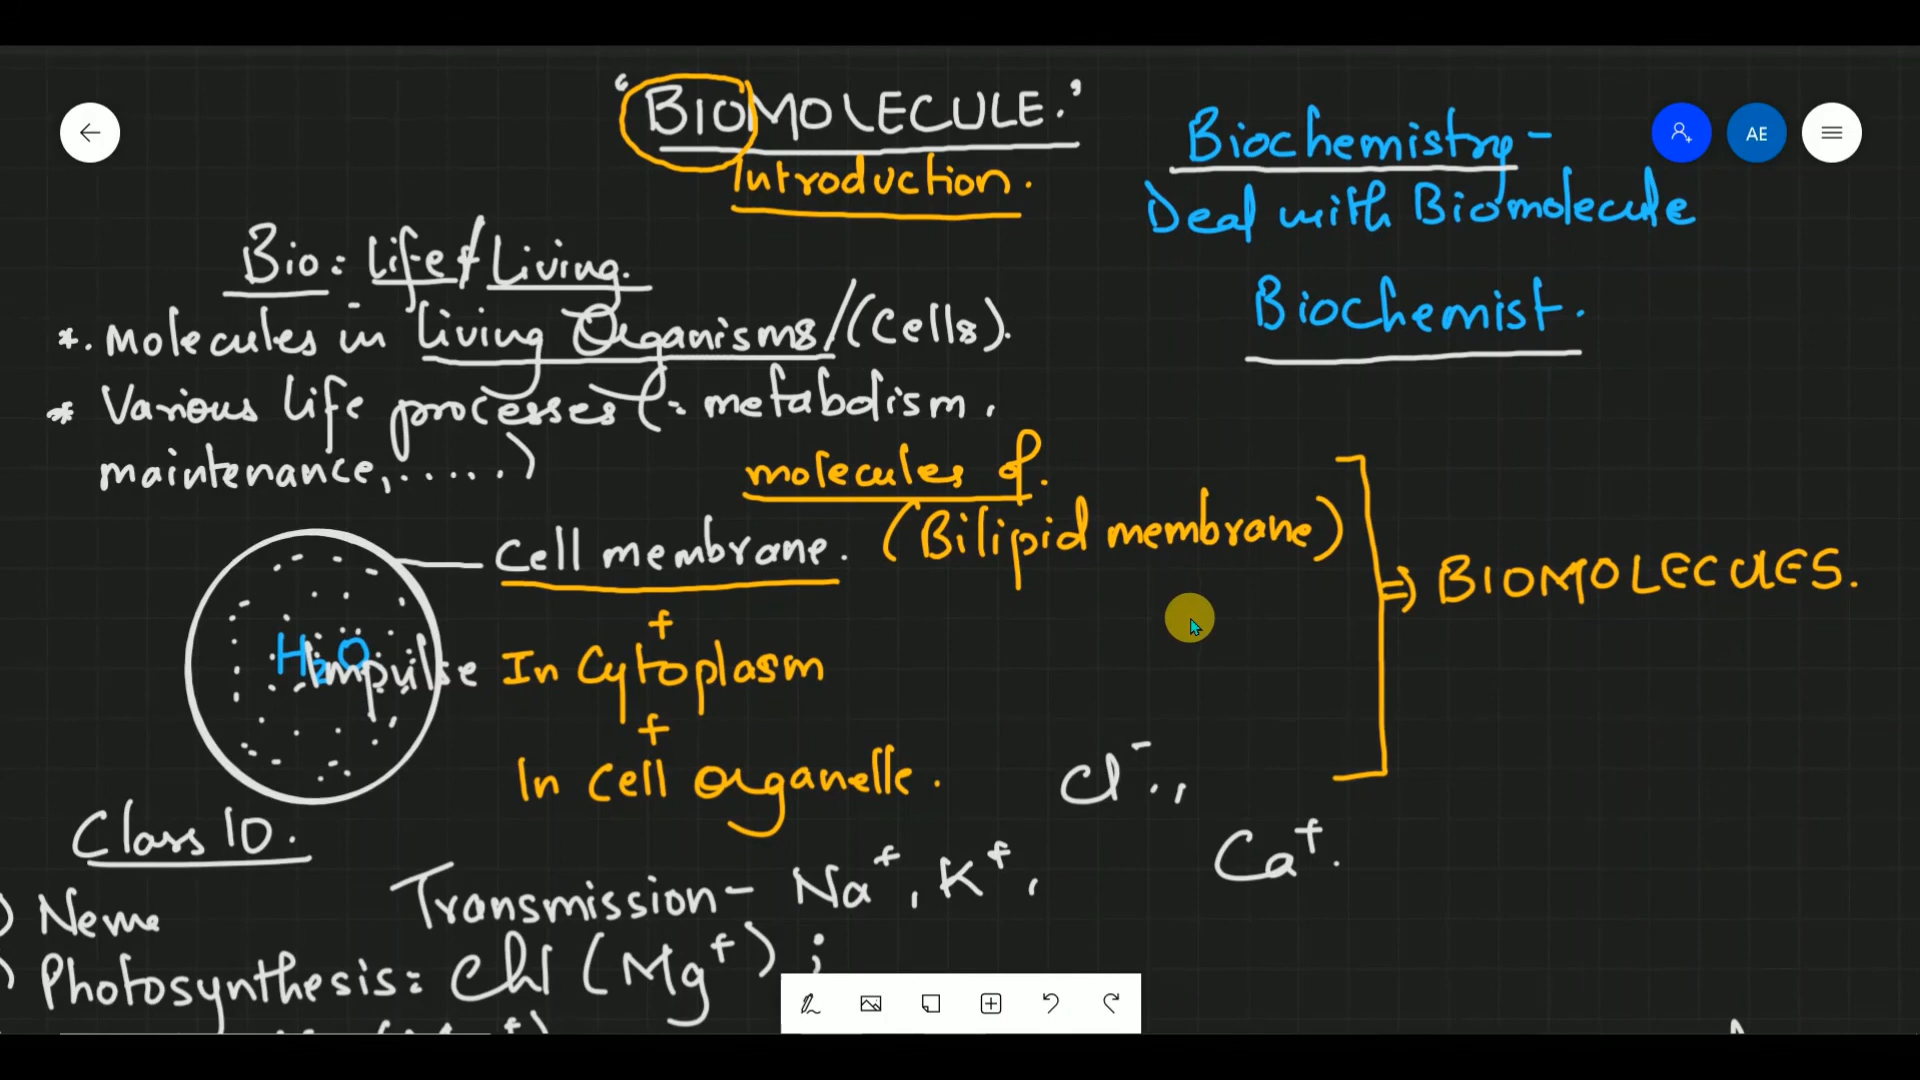 'BIOMOLECULE.'
Introduction.
Biochemistry -
Deal with Biomolecule
Biochemist.
AE
Bio: Life / Living.
*. Molecules in living Organisms/(Cells).
* Various life processes (- metabolism,
maintenance,.....)
molecules of.
Cell membrane. (Bilipid membrane)
+
H2O
Impulse
In Cytoplasm
+
In Cell Organelle.
⇒ BIOMOLECULES.
Cl-.,
Ca+.
Class 10.
Transmission- Na+, K+,
) Nerve
) Photosynthesis: Chl (Mg+) ;